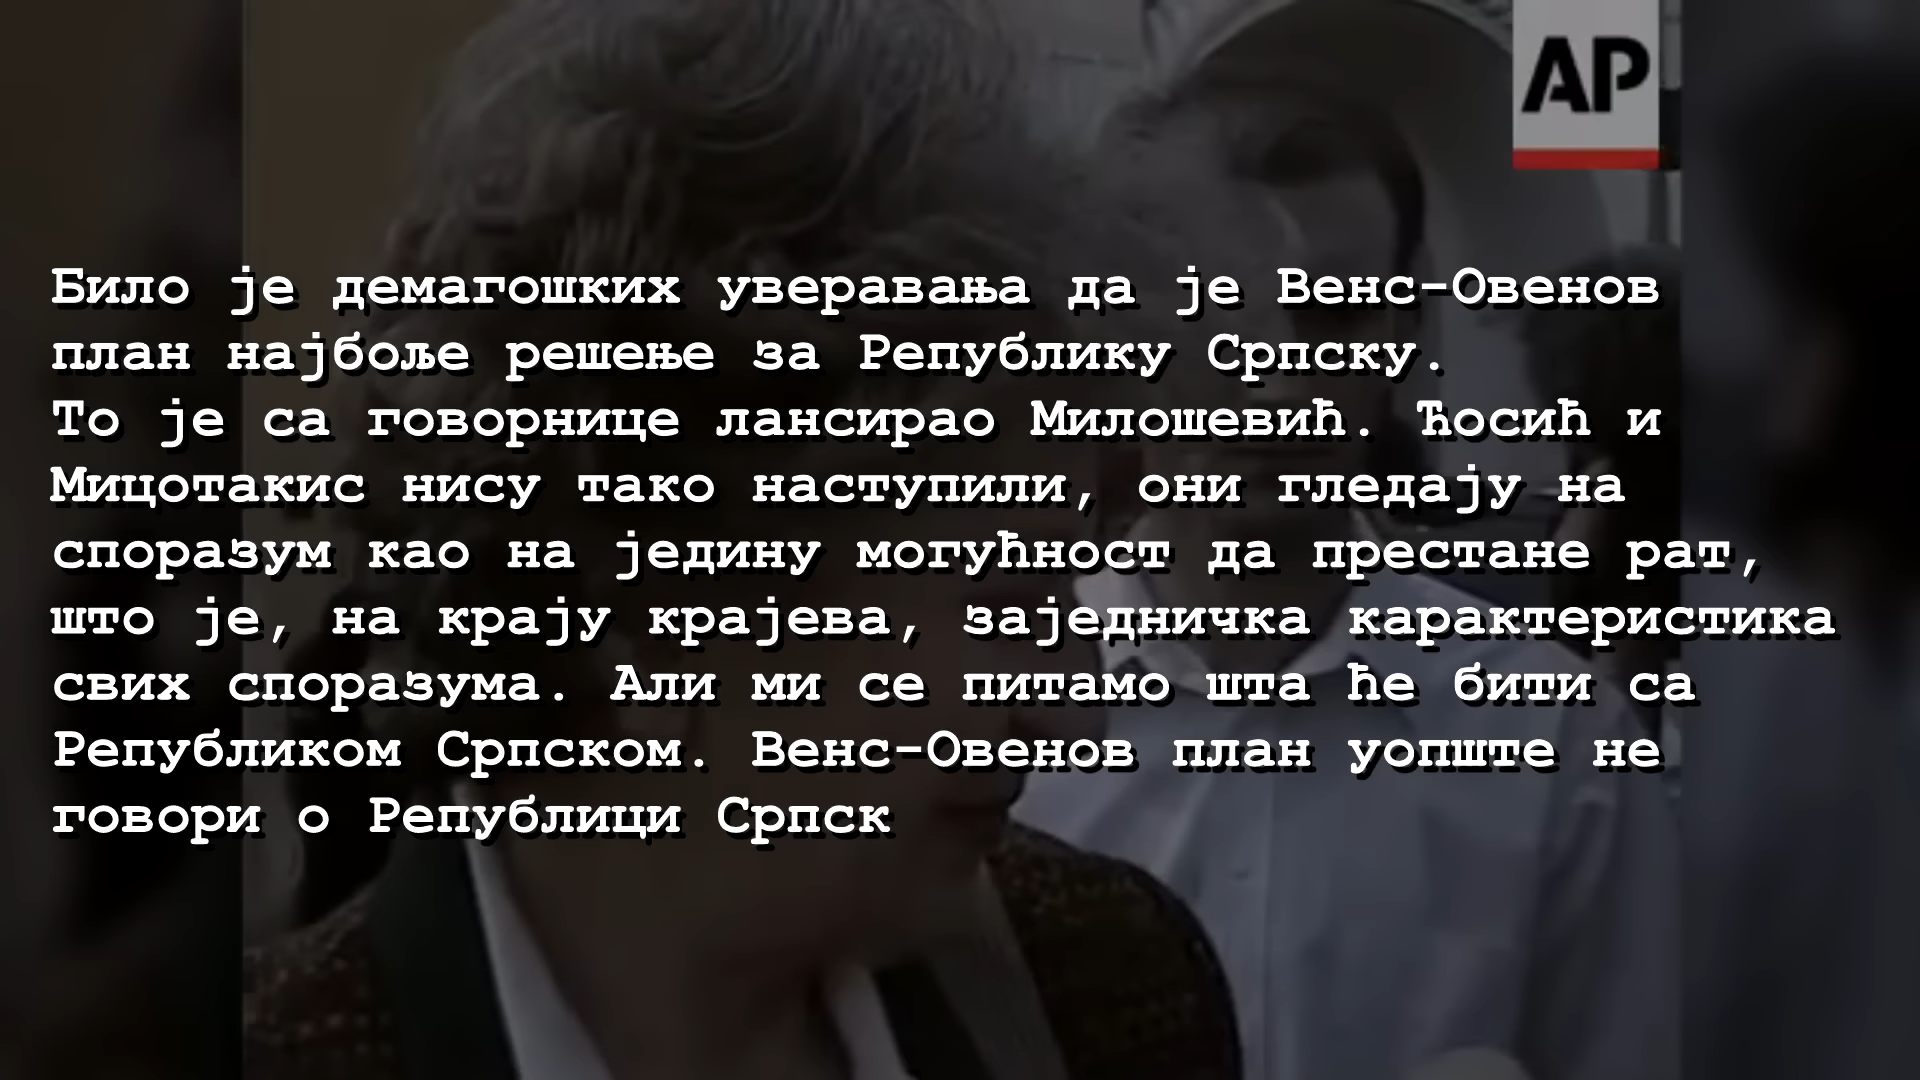 AP
Било је демагошких уверавања да је Венс-Овенов
план најбоље решење за Републику Српску.
То је са говорнице лансирао Милошевић. Ћосић и
Мицотакис нису тако наступили, они гледају на
споразум као на једину могућност да престане рат,
што је, на крају крајева, заједничка карактеристика
свих споразума. Али ми се питамо шта ће бити са
Републиком Српском. Венс-Овенов план уопште не
говори о Републици Српск